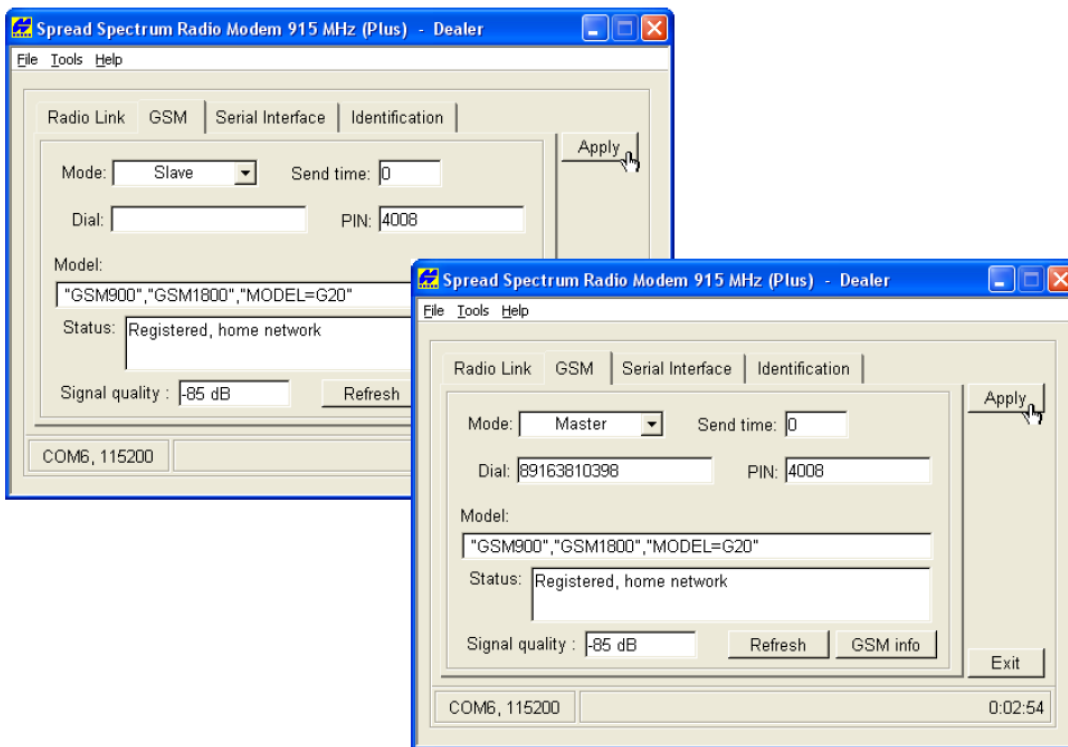 Spread Spectrum Radio Modem 915 MHz (Plus) - Dealer
File Tools Help
Radio Link GSM Serial Interface Identification
Apply
Mode: Slave Send time: 0
Dial: PIN: 4008
Model:
"GSM900","GSM1800","MODEL=G20"
Status: Registered, home network
Signal quality : -85 dB Refresh
COM6, 115200
Spread Spectrum Radio Modem 915 MHz (Plus) - Dealer
File Tools Help
Radio Link GSM Serial Interface Identification
Apply
Mode: Master Send time: 0
Dial: 89163810398 PIN: 4008
Model:
"GSM900","GSM1800","MODEL=G20"
Status: Registered, home network
Signal quality : -85 dB Refresh GSM info
Exit
COM6, 115200 0:02:54